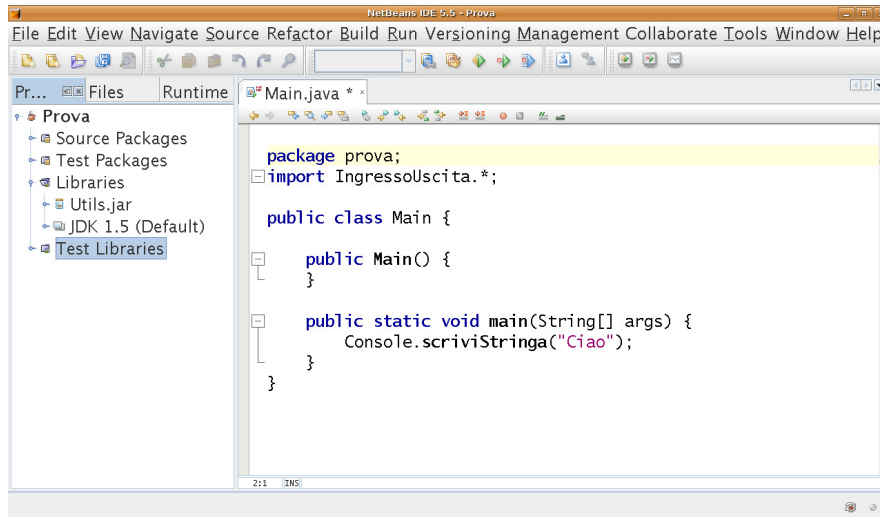 NetBeans IDE 5.5 - Prova
File Edit View Navigate Source Refactor Build Run Versioning Management Collaborate Tools Window Help
Pr... Files Runtime
Main.java *
Prova
Source Packages
Test Packages
Libraries
Utils.jar
JDK 1.5 (Default)
Test Libraries
package prova;
import IngressoUscita.*;
public class Main {
public Main() {
}
public static void main(String[] args) {
Console.scriviStringa("Ciao");
}
}
2:1 INS